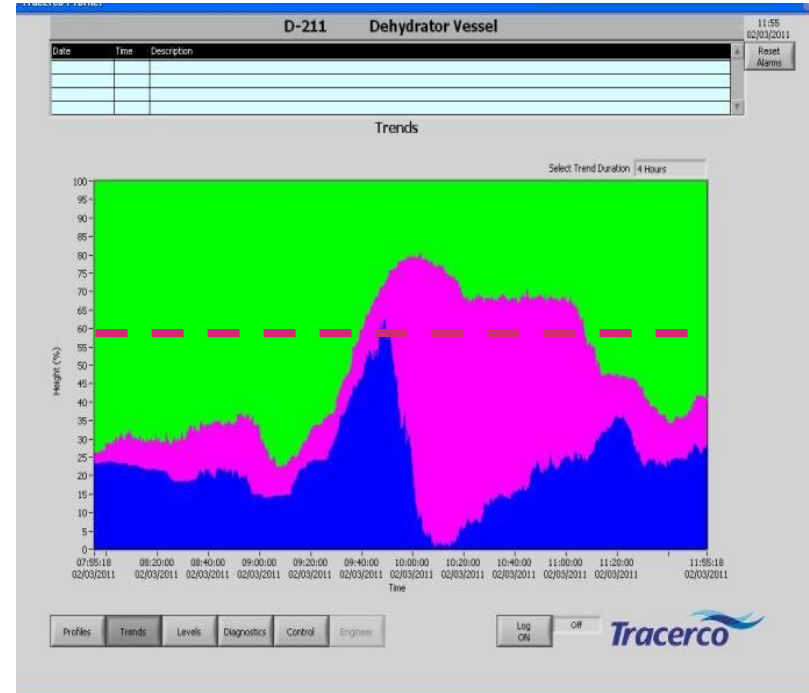 D-211 Dehydrator Vessel
11:55
02/03/2011
Date Time Description
Reset
Alarms
Trends
Select Trend Duration 4 Hours
100
95
90
85
80
75
70
65
60
55
50
45
40
35
30
25
20
15
10
5
0
Height (%)
07:55:18 08:20:00 08:40:00 09:00:00 09:20:00 09:40:00 10:00:00 10:20:00 10:40:00 11:00:00 11:20:00 11:55:18
02/03/2011 02/03/2011 02/03/2011 02/03/2011 02/03/2011 02/03/2011 02/03/2011 02/03/2011 02/03/2011 02/03/2011 02/03/2011 02/03/2011
Time
Profiles Trends Levels Diagnostics Control Engineer
Log
ON
Off
Tracerco